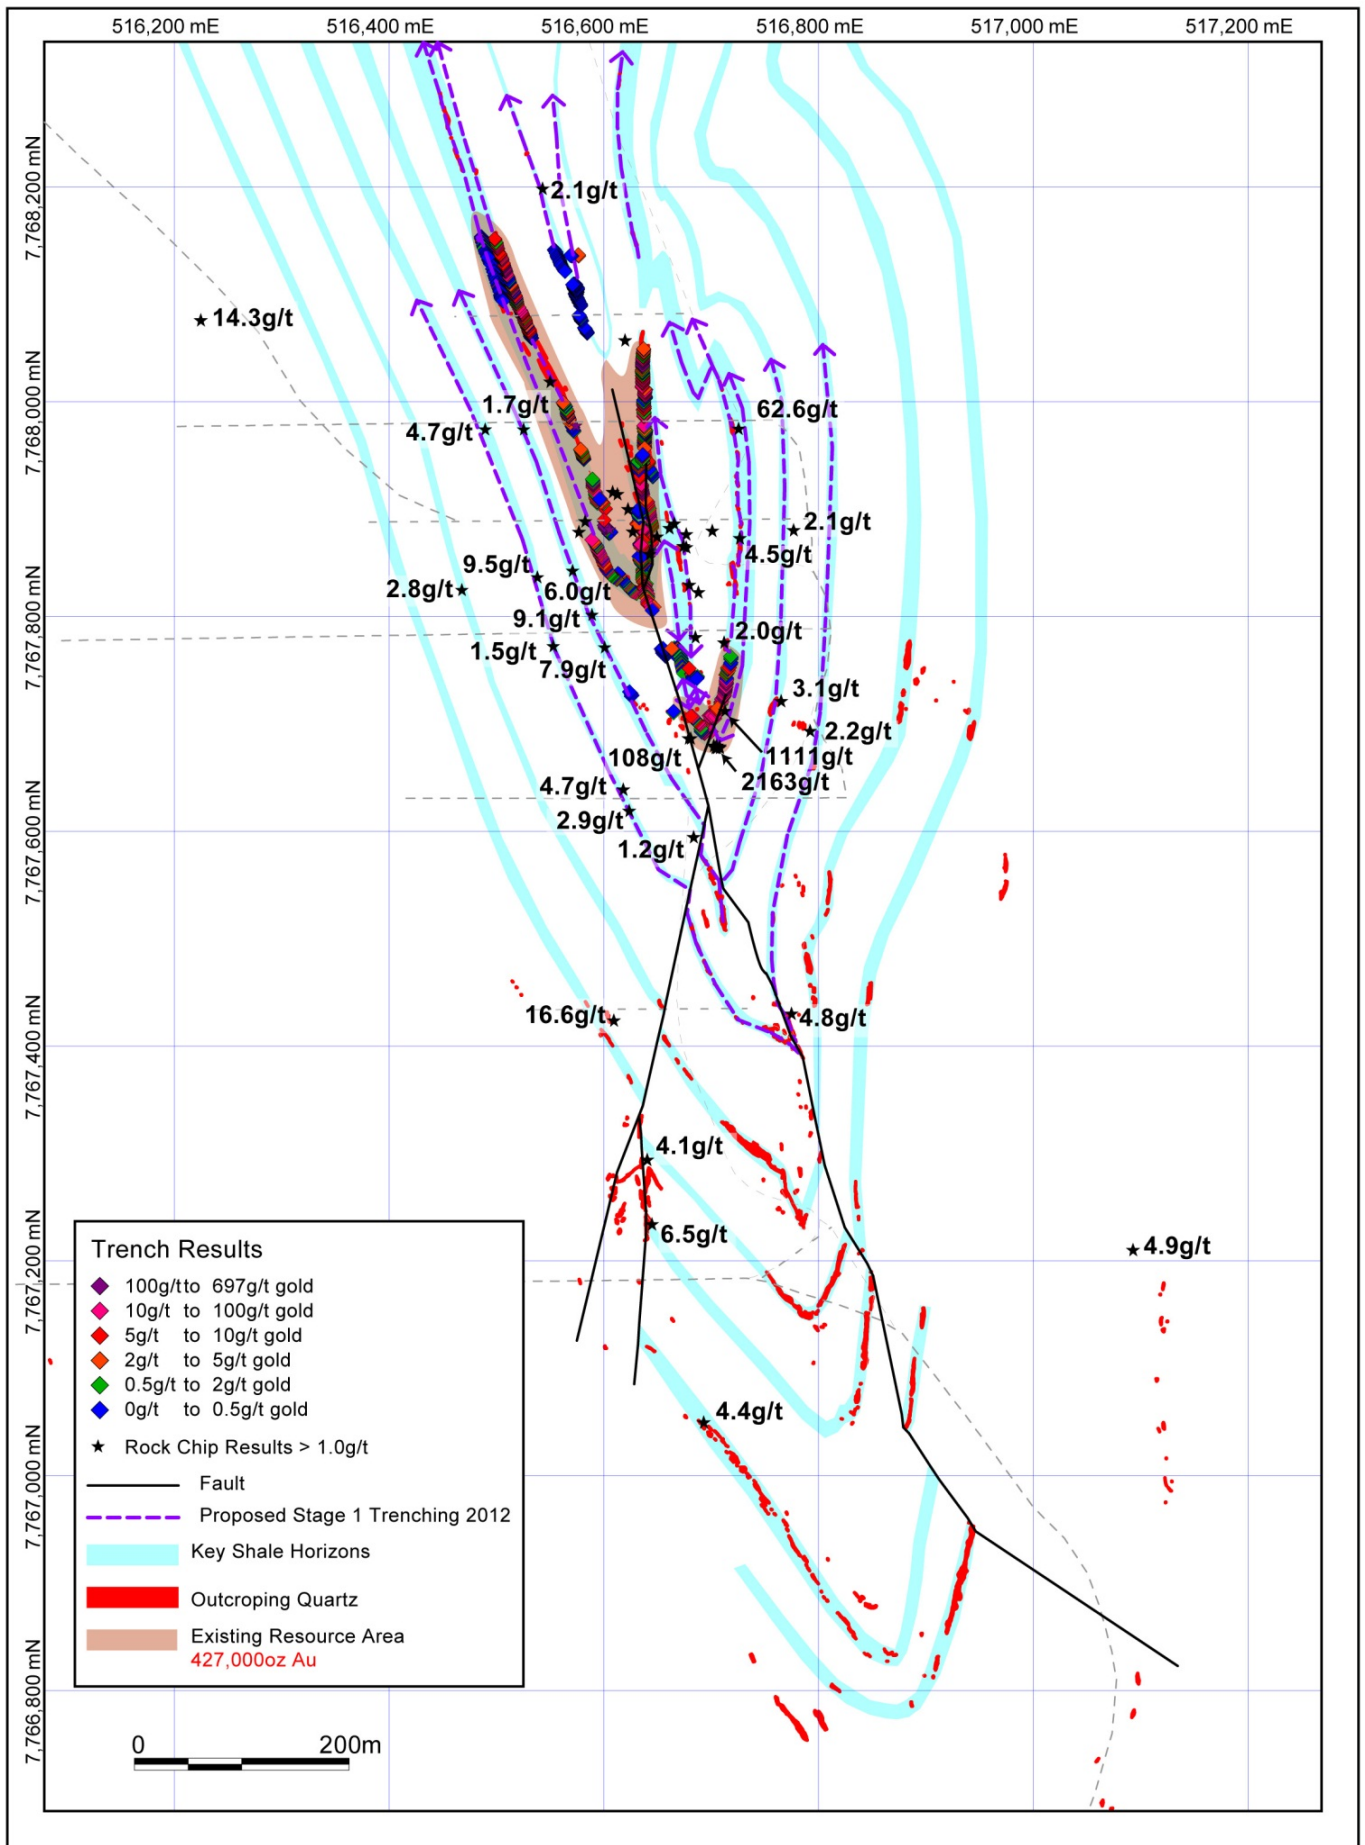 516,200 mE 516,400 mE 516,600 mE 516,800 mE 517,000 mE 517,200 mE
7,768,200 mN
7,768,000 mN
7,767,800 mN
7,767,600 mN
7,767,400 mN
7,767,200 mN
7,767,000 mN
7,766,800 mN
2.1g/t
14.3g/t
1.7g/t
62.6g/t
4.7g/t
2.1g/t
4.5g/t
9.5g/t
2.8g/t
6.0g/t
9.1g/t
2.0g/t
1.5g/t
7.9g/t
3.1g/t
2.2g/t
108g/t
1111g/t
2163g/t
4.7g/t
2.9g/t
1.2g/t
16.6g/t
4.8g/t
4.1g/t
6.5g/t
4.9g/t
4.4g/t
Trench Results
100g/t to 697g/t gold
10g/t to 100g/t gold
5g/t to 10g/t gold
2g/t to 5g/t gold
0.5g/t to 2g/t gold
0g/t to 0.5g/t gold
Rock Chip Results > 1.0g/t
Fault
Proposed Stage 1 Trenching 2012
Key Shale Horizons
Outcroping Quartz
Existing Resource Area
427,000oz Au
0 200m